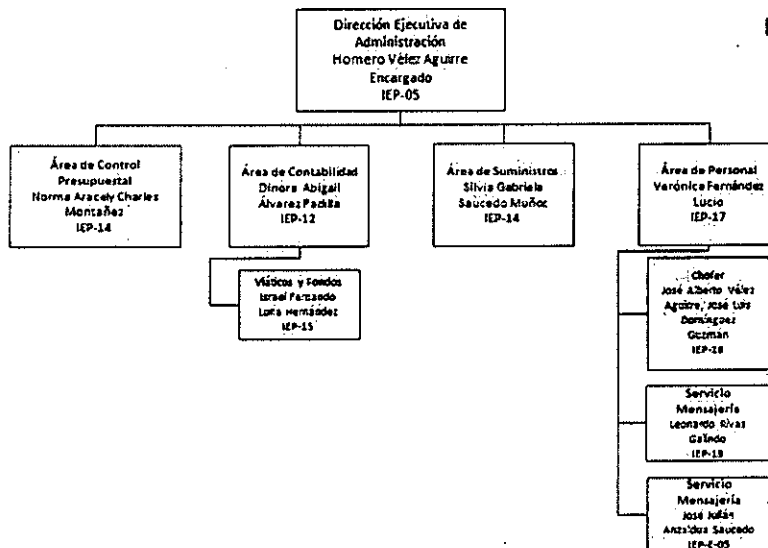 Dirección Ejecutiva de
Administración
Homero Vélez Aguirre
Encargado
IEP-05
Área de Control
Presupuestal
Norma Aracely Charles
Montañez
IEP-14
Área de Contabilidad
Dinora Abigail
Álvarez Padilla
IEP-12
Área de Suministros
Silvia Gabriela
Saucedo Muñoz
IEP-14
Área de Personal
Verónica Fernández
Lucio
IEP-17
Viáticos y Fondos
Israel Fernando
Hernández
IEP-15
Chofer
José Alberto Vélez
Aguirre, José Luis
Domínguez
Guzmán
Servicio
Mensajería
Leonardo Rivas
Galindo
Servicio
Mensajería
José Julián
Anzaldua Saucedo
IEP-E-05